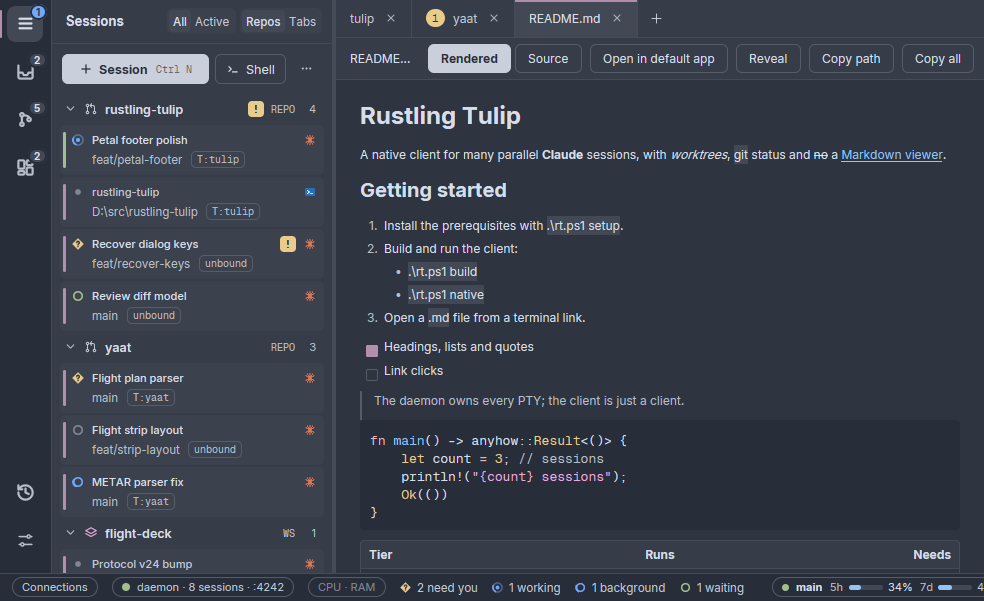 1
Sessions
All Active
Repos Tabs
tulip ×
1 yaat ×
README.md ×
+
2
5
2
+ Session Ctrl N
>_ Shell
···
README...
Rendered
Source
Open in default app
Reveal
Copy path
Copy all
rustling-tulip ! REPO 4
Petal footer polish
feat/petal-footer T:tulip
rustling-tulip
D:\src\rustling-tulip T:tulip
Recover dialog keys !
feat/recover-keys unbound
Review diff model
main unbound
yaat REPO 3
Flight plan parser
main T:yaat
Flight strip layout
feat/strip-layout unbound
METAR parser fix
main T:yaat
flight-deck WS 1
Protocol v24 bump
Rustling Tulip
A native client for many parallel Claude sessions, with worktrees, git status and no a Markdown viewer.
Getting started
1. Install the prerequisites with .\rt.ps1 setup.
2. Build and run the client:
• .\rt.ps1 build
• .\rt.ps1 native
3. Open a .md file from a terminal link.
Headings, lists and quotes
Link clicks
The daemon owns every PTY; the client is just a client.
fn main() -> anyhow::Result<()> {
let count = 3; // sessions
println!("{count} sessions");
Ok(())
}
Tier Runs Needs
Connections
daemon · 8 sessions · :4242
CPU · RAM
2 need you
1 working
1 background
1 waiting
main 5h 34% 7d 4